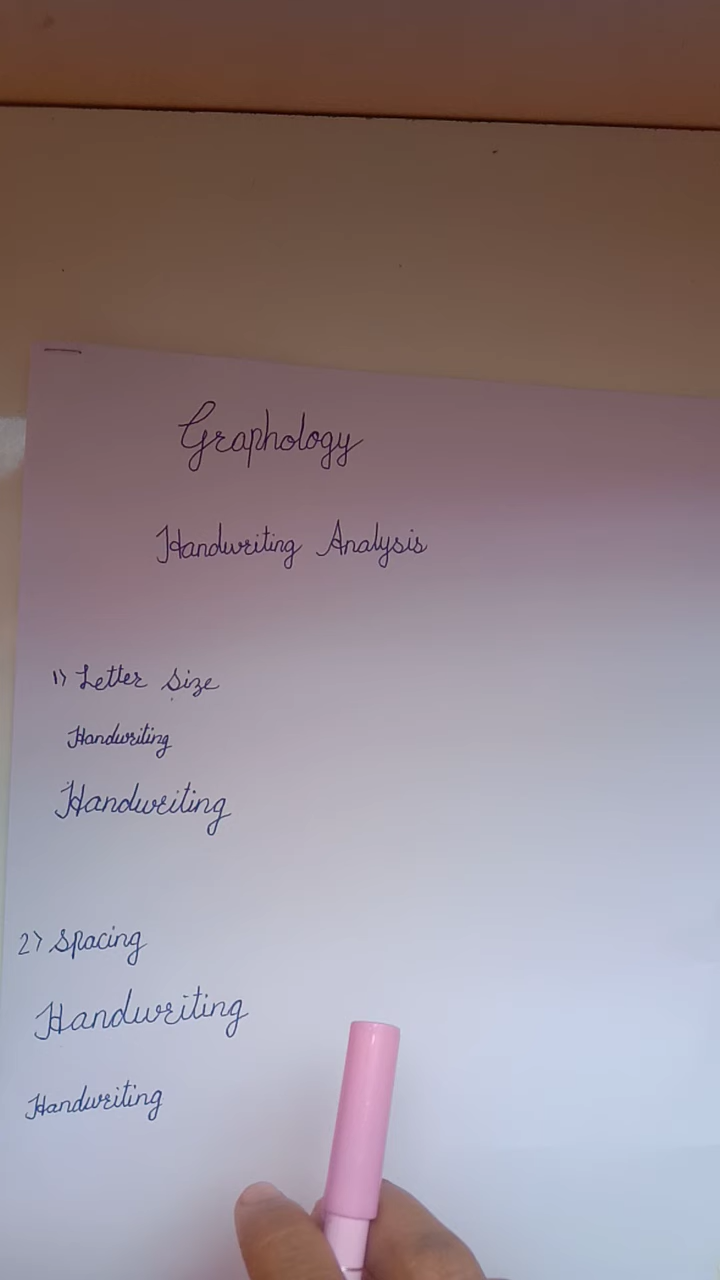 Graphology
Handwriting Analysis
1) Letter Size
Handwriting
Handwriting
2) Spacing
Handwriting
Handwriting